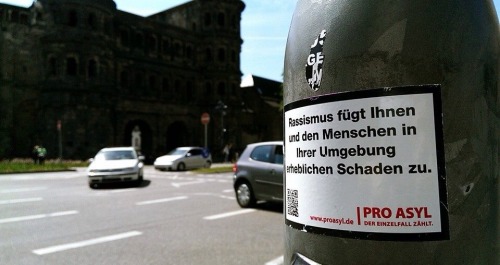 Rassismus fügt Ihnen
und den Menschen in
Ihrer Umgebung
erheblichen Schaden zu.
www.proasyl.de PRO ASYL
DER EINZELFALL ZÄHLT.